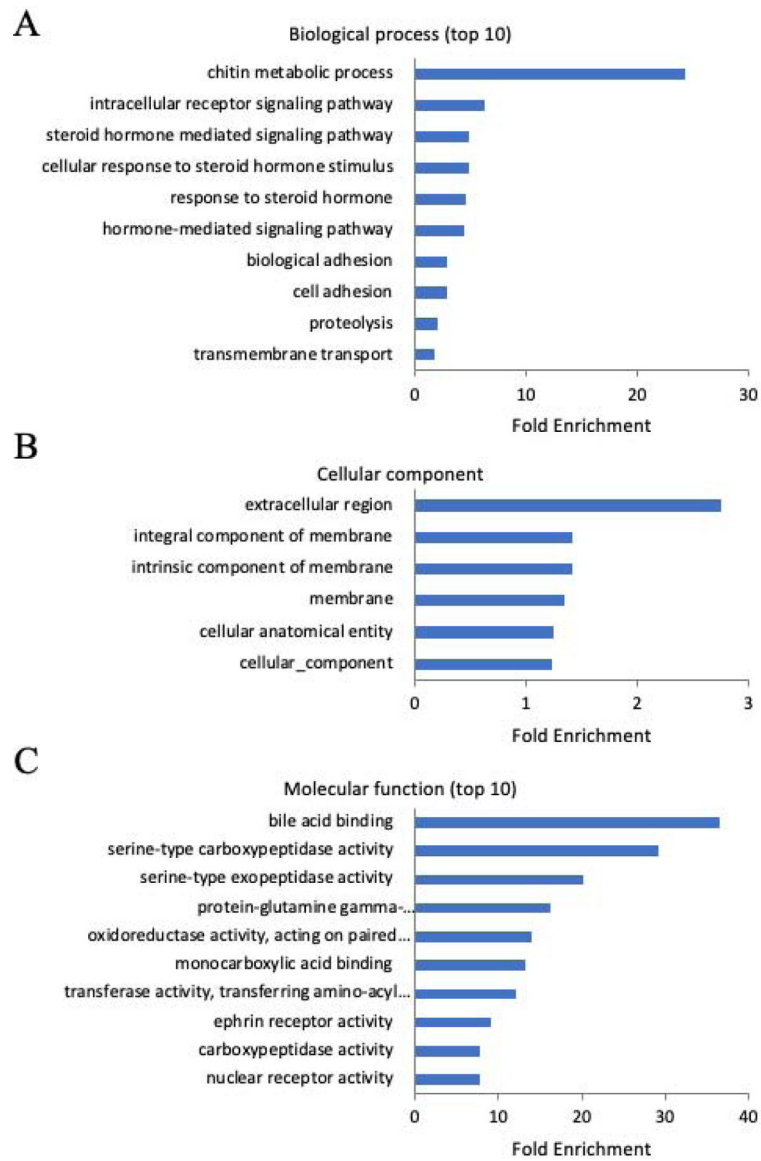 A
Biological process (top 10)
chitin metabolic process
intracellular receptor signaling pathway
steroid hormone mediated signaling pathway
cellular response to steroid hormone stimulus
response to steroid hormone
hormone-mediated signaling pathway
biological adhesion
cell adhesion
proteolysis
transmembrane transport
0 10 20 30
Fold Enrichment
B
Cellular component
extracellular region
integral component of membrane
intrinsic component of membrane
membrane
cellular anatomical entity
cellular_component
0 1 2 3
Fold Enrichment
C
Molecular function (top 10)
bile acid binding
serine-type carboxypeptidase activity
serine-type exopeptidase activity
protein-glutamine gamma-...
oxidoreductase activity, acting on paired...
monocarboxylic acid binding
transferase activity, transferring amino-acyl...
ephrin receptor activity
carboxypeptidase activity
nuclear receptor activity
0 10 20 30 40
Fold Enrichment